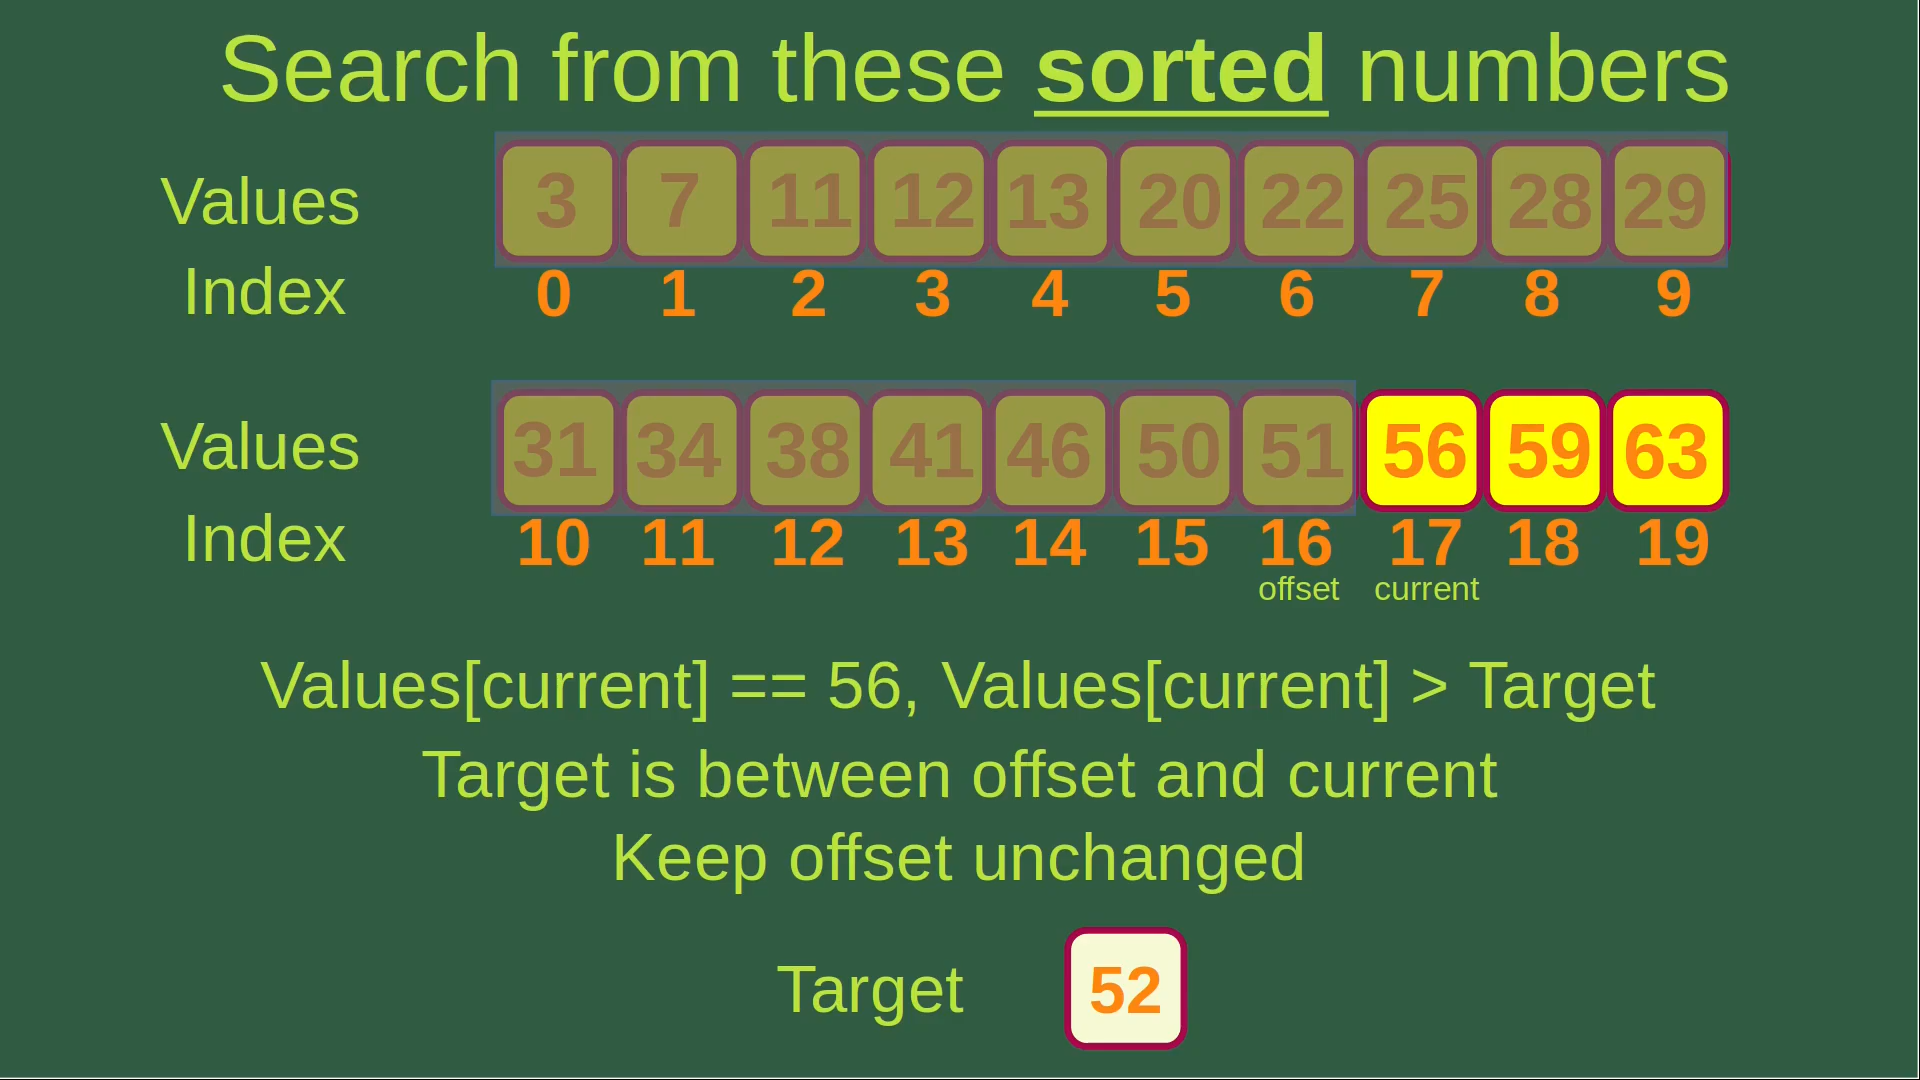 Search from these sorted numbers
Values 3 7 11 12 13 20 22 25 28 29
Index 0 1 2 3 4 5 6 7 8 9
Values 31 34 38 41 46 50 51 56 59 63
Index 10 11 12 13 14 15 16 17 18 19
offset current
Values[current] == 56, Values[current] > Target
Target is between offset and current
Keep offset unchanged
Target 52